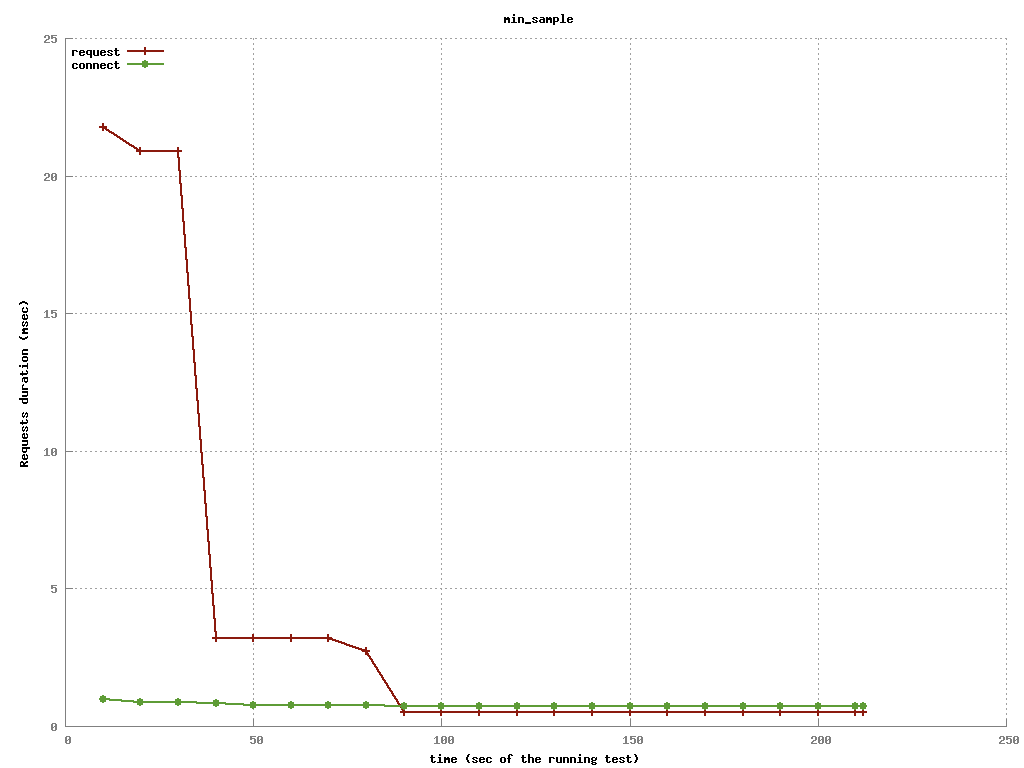 min_sample
request
connect
25
20
15
10
5
0
Requests duration (msec)
0 50 100 150 200 250
time (sec of the running test)